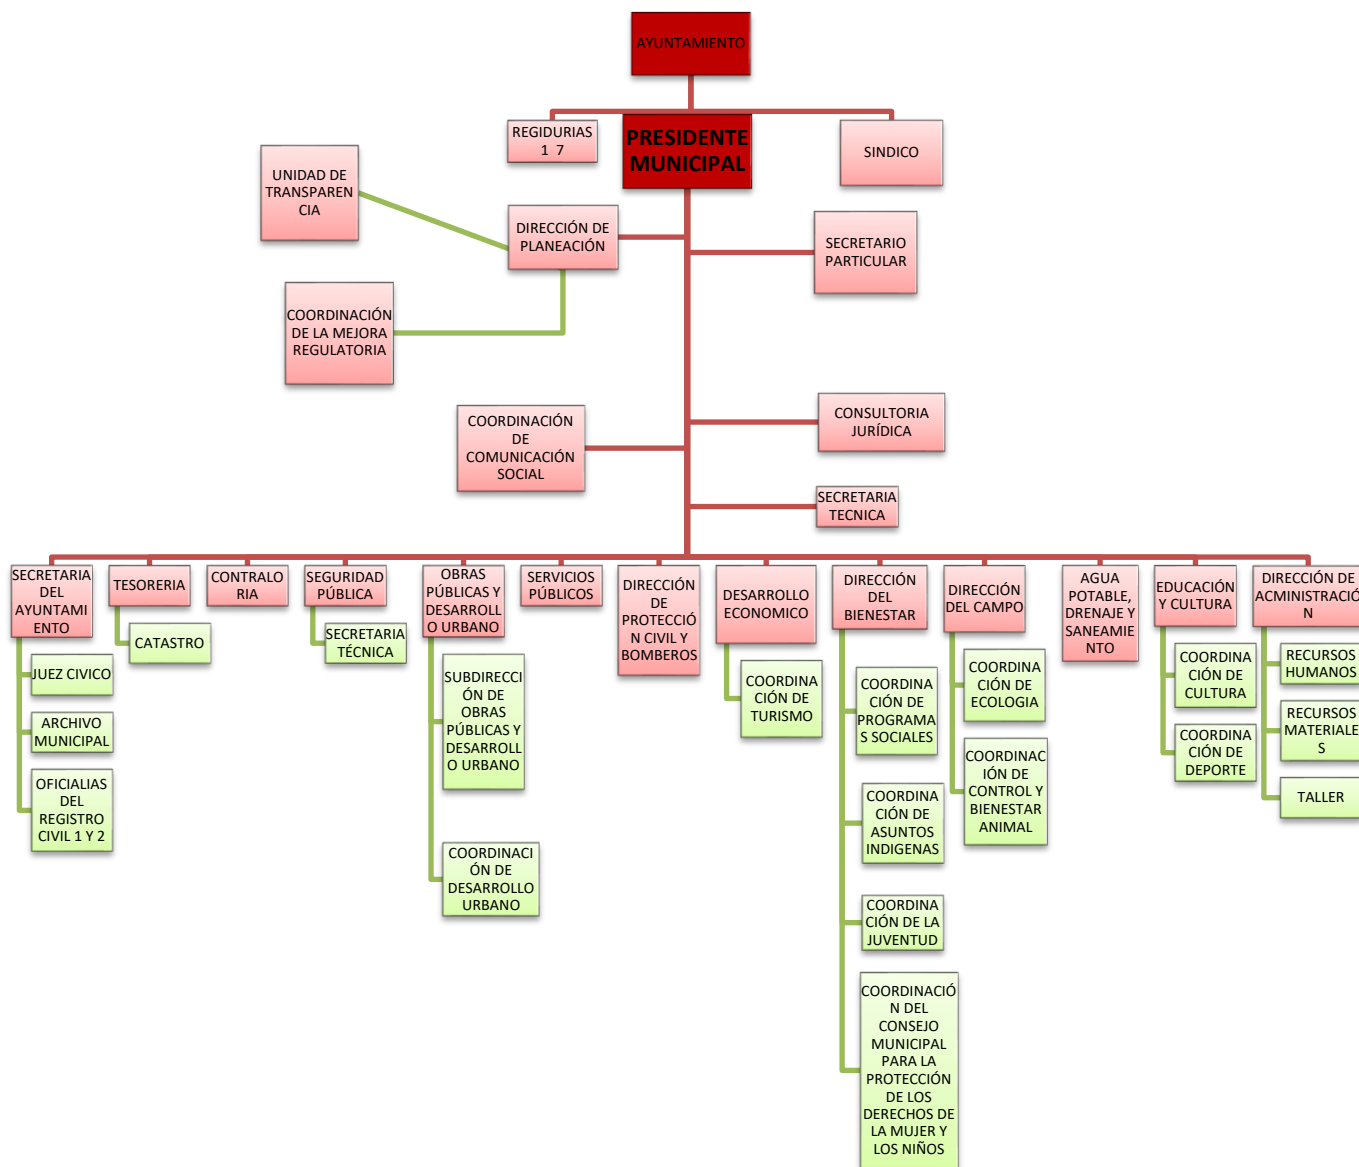 AYUNTAMIENTO
REGIDURIAS
1 7
PRESIDENTE
MUNICIPAL
SINDICO
UNIDAD DE
TRANSPAREN
CIA
DIRECCIÓN DE
PLANEACIÓN
SECRETARIO
PARTICULAR
COORDINACIÓN
DE LA MEJORA
REGULATORIA
COORDINACIÓN
DE
COMUNICACIÓN
SOCIAL
CONSULTORIA
JURÍDICA
SECRETARIA
TECNICA
SECRETARIA
DEL
AYUNTAMI
ENTO
TESORERIA
CONTRALO
RIA
SEGURIDAD
PÚBLICA
OBRAS
PÚBLICAS Y
DESARROLL
O URBANO
SERVICIOS
PÚBLICOS
DIRECCIÓN
DE
PROTECCIÓ
N CIVIL Y
BOMBEROS
DESARROLLO
ECONOMICO
DIRECCIÓN
DEL
BIENESTAR
DIRECCIÓN
DEL CAMPO
AGUA
POTABLE,
DRENAJE Y
SANEAMIE
NTO
EDUCACIÓN
Y CULTURA
DIRECCIÓN DE
ACMINISTRACIÓ
N
JUEZ CIVICO
ARCHIVO
MUNICIPAL
OFICIALIAS
DEL
REGISTRO
CIVIL 1 Y 2
CATASTRO
SECRETARIA
TÉCNICA
SUBDIRECCI
ÓN DE
OBRAS
PÚBLICAS Y
DESARROLL
O URBANO
COORDINACI
ÓN DE
DESARROLLO
URBANO
COORDINA
CIÓN DE
TURISMO
COORDINA
CIÓN DE
PROGRAMA
S SOCIALES
COORDINA
CIÓN DE
ASUNTOS
INDIGENAS
COORDINA
CIÓN DE LA
JUVENTUD
COORDINACIÓ
N DEL
CONSEJO
MUNICIPAL
PARA LA
PROTECCIÓN
DE LOS
DERECHOS DE
LA MUJER Y
LOS NIÑOS
COORDINA
CIÓN DE
ECOLOGIA
COORDINAC
IÓN DE
CONTROL Y
BIENESTAR
ANIMAL
COORDINA
CIÓN DE
CULTURA
COORDINA
CIÓN DE
DEPORTE
RECURSOS
HUMANOS
RECURSOS
MATERIALE
S
TALLER